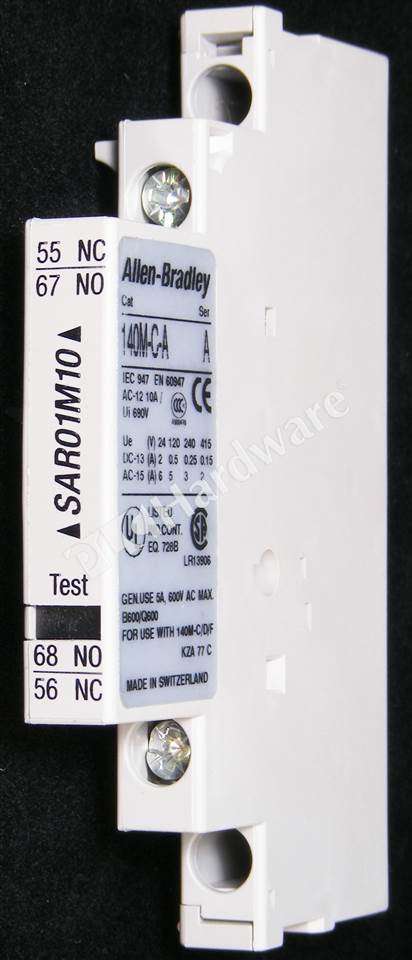 55 NC
67 NO
▲ SAR01M10 ▲
Test
68 NO
56 NC
Allen-Bradley
Cat Ser
140M-C-A A
IEC 947 EN 60947
AC-12 10A /
Ui 690V
CCC
CE
Ue (V) 24 120 240 415
DC-13 (A) 2 0.5 0.25 0.15
AC-15 (A) 6 5 3 2
UL LISTED
IND.CONT.
EQ. 726B
LR13906
GEN.USE 5A, 600V AC MAX.
B600/Q600
FOR USE WITH 140M-C/D/F
KZA 77 C
MADE IN SWITZERLAND
Hardware